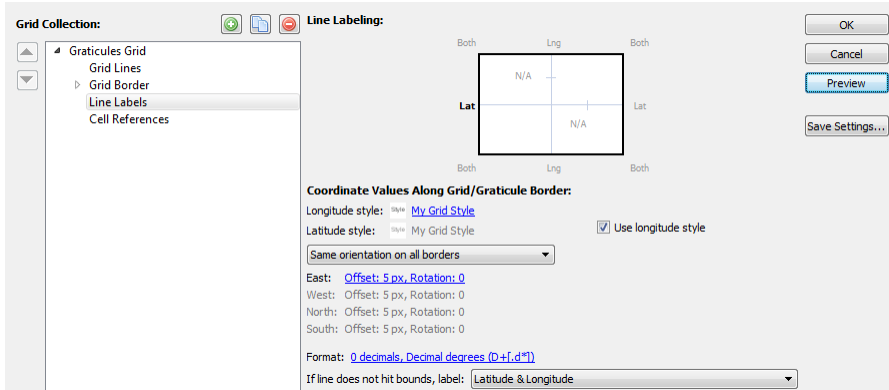 Grid Collection:
Line Labeling:
OK
Cancel
Preview
Save Settings...
Graticules Grid
Grid Lines
Grid Border
Line Labels
Cell References
Both Lng Both
N/A
Lat Lat
N/A
Both Lng Both
Coordinate Values Along Grid/Graticule Border:
Longitude style: Style My Grid Style
Latitude style: Style My Grid Style Use longitude style
Same orientation on all borders
East: Offset: 5 px, Rotation: 0
West: Offset: 5 px, Rotation: 0
North: Offset: 5 px, Rotation: 0
South: Offset: 5 px, Rotation: 0
Format: 0 decimals, Decimal degrees (D+[.d*])
If line does not hit bounds, label: Latitude & Longitude